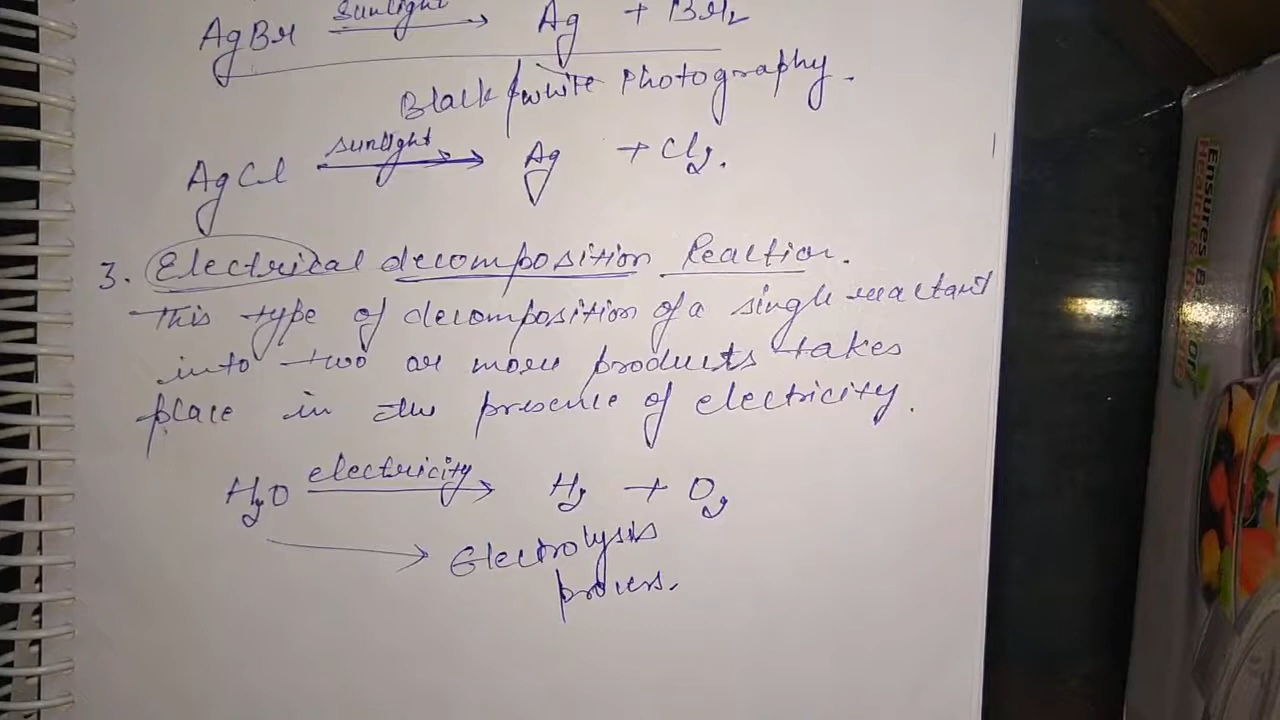 AgBr Sunlight → Ag + Br2
Black/white Photography.
AgCl sunlight → Ag + Cl2.
3. Electrical decomposition Reaction.
This type of decomposition of a single reactant
into two or more products takes
place in the presence of electricity.
H2O electricity → H2 + O2
→ Electrolysis
process.
Ensures B
Health &